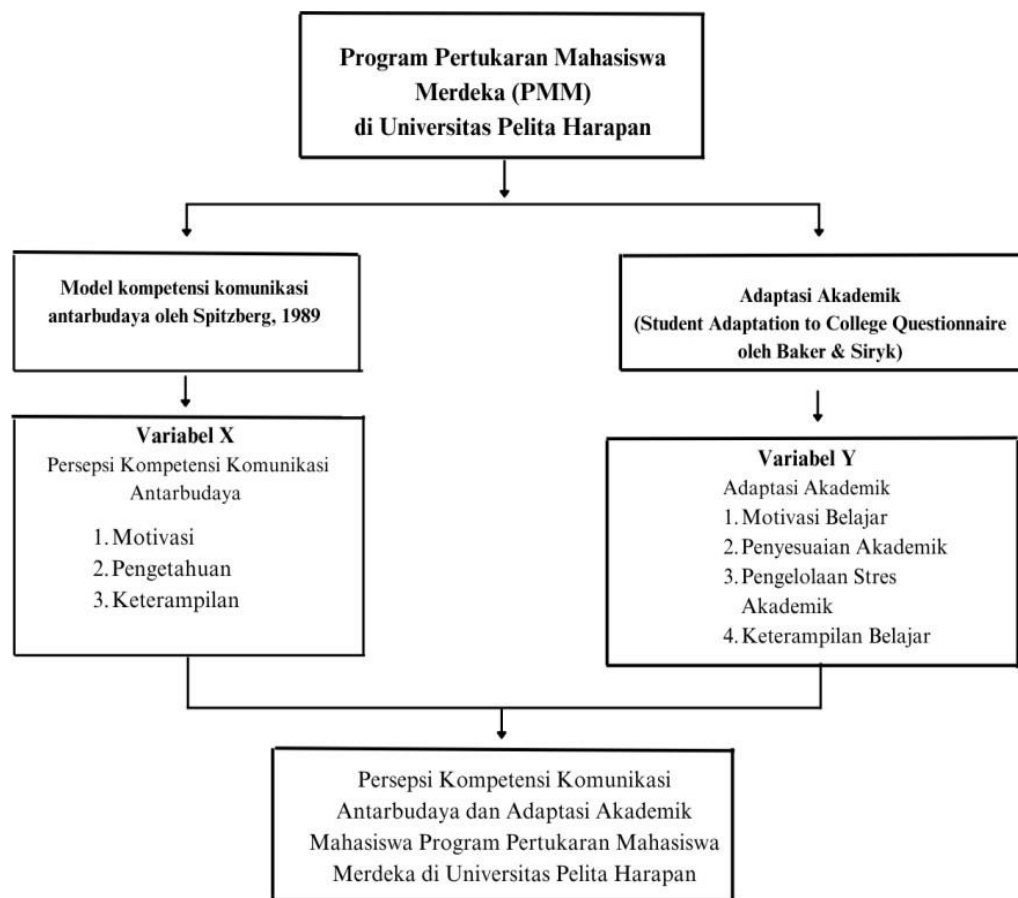 Program Pertukaran Mahasiswa
Merdeka (PMM)
di Universitas Pelita Harapan
Model kompetensi komunikasi
antarbudaya oleh Spitzberg, 1989
Adaptasi Akademik
(Student Adaptation to College Questionnaire
oleh Baker & Siryk)
Variabel X
Persepsi Kompetensi Komunikasi
Antarbudaya
1. Motivasi
2. Pengetahuan
3. Keterampilan
Variabel Y
Adaptasi Akademik
1. Motivasi Belajar
2. Penyesuaian Akademik
3. Pengelolaan Stres
Akademik
4. Keterampilan Belajar
Persepsi Kompetensi Komunikasi
Antarbudaya dan Adaptasi Akademik
Mahasiswa Program Pertukaran Mahasiswa
Merdeka di Universitas Pelita Harapan